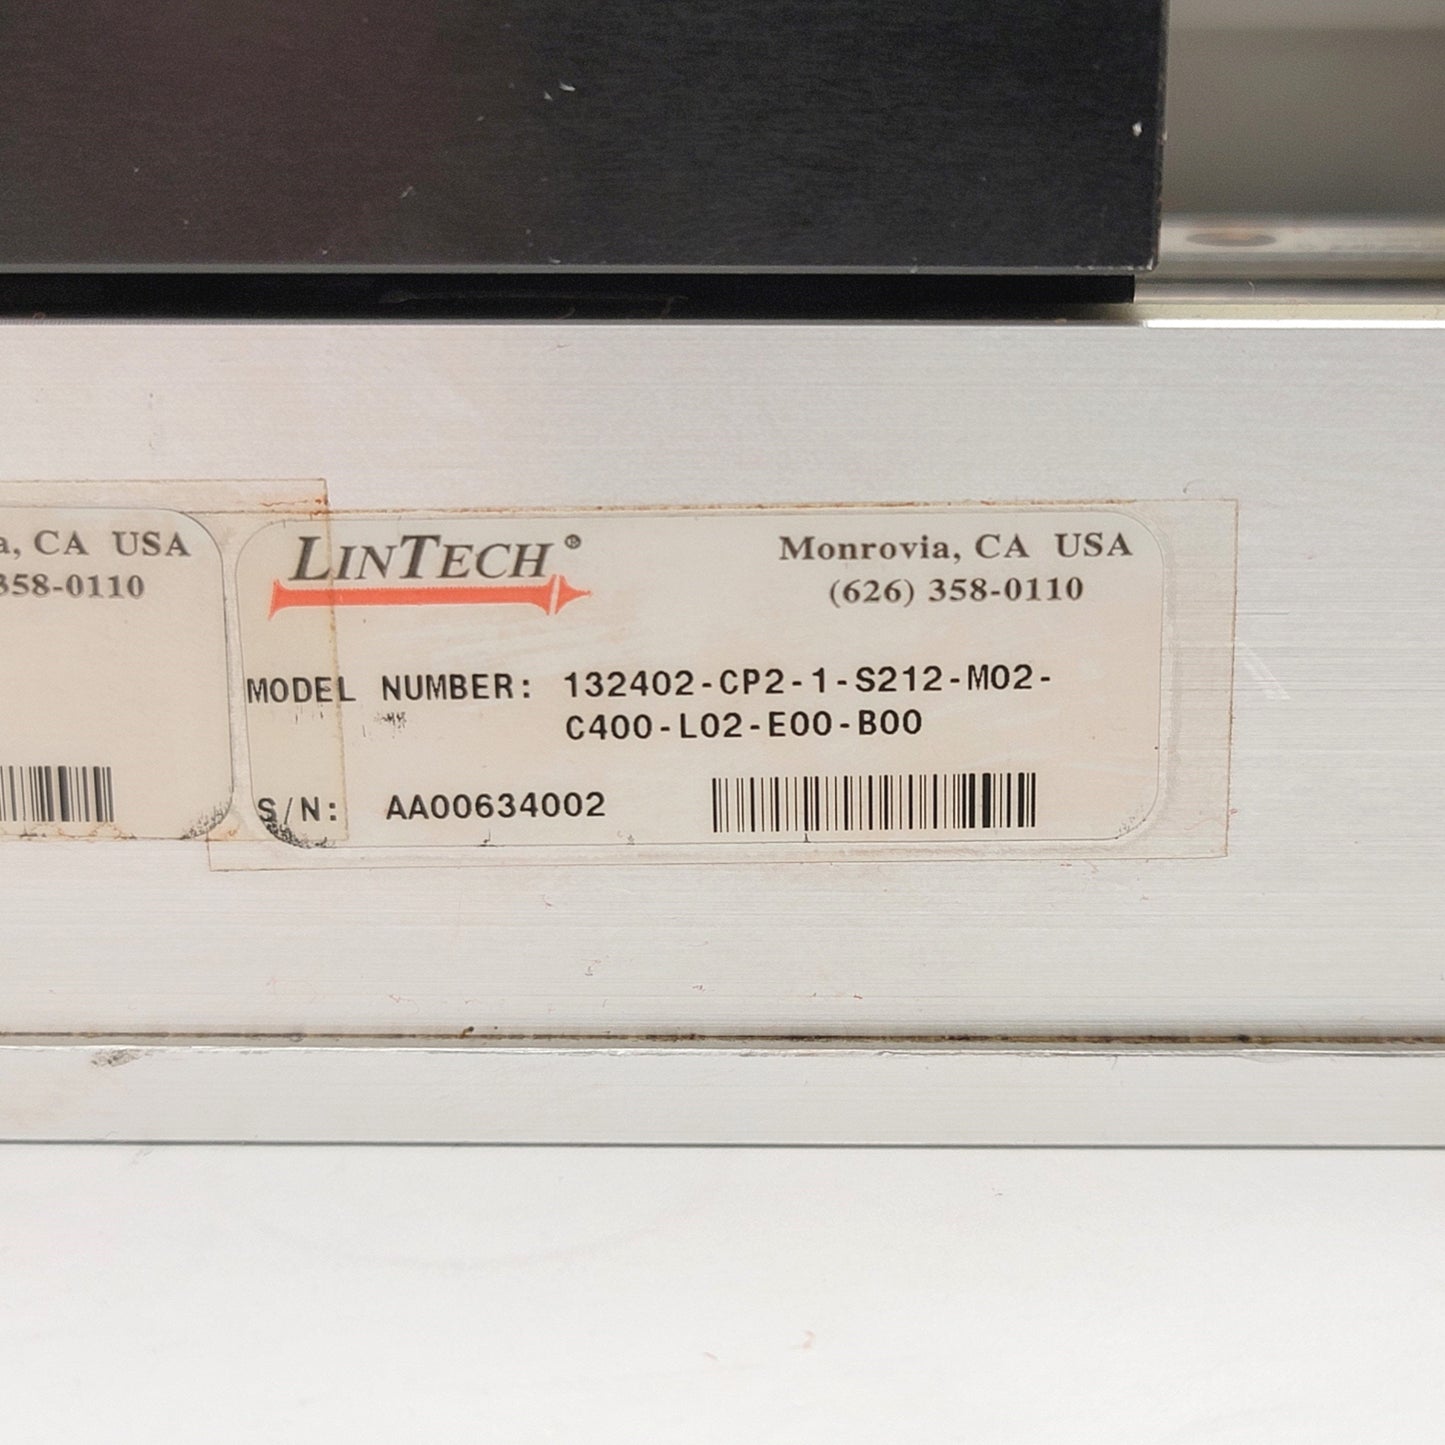 a, CA USA
358-0110
LINTECH®
Monrovia, CA USA
(626) 358-0110
MODEL NUMBER: 132402-CP2-1-S212-M02-
C400-L02-E00-B00
S/N: AA00634002